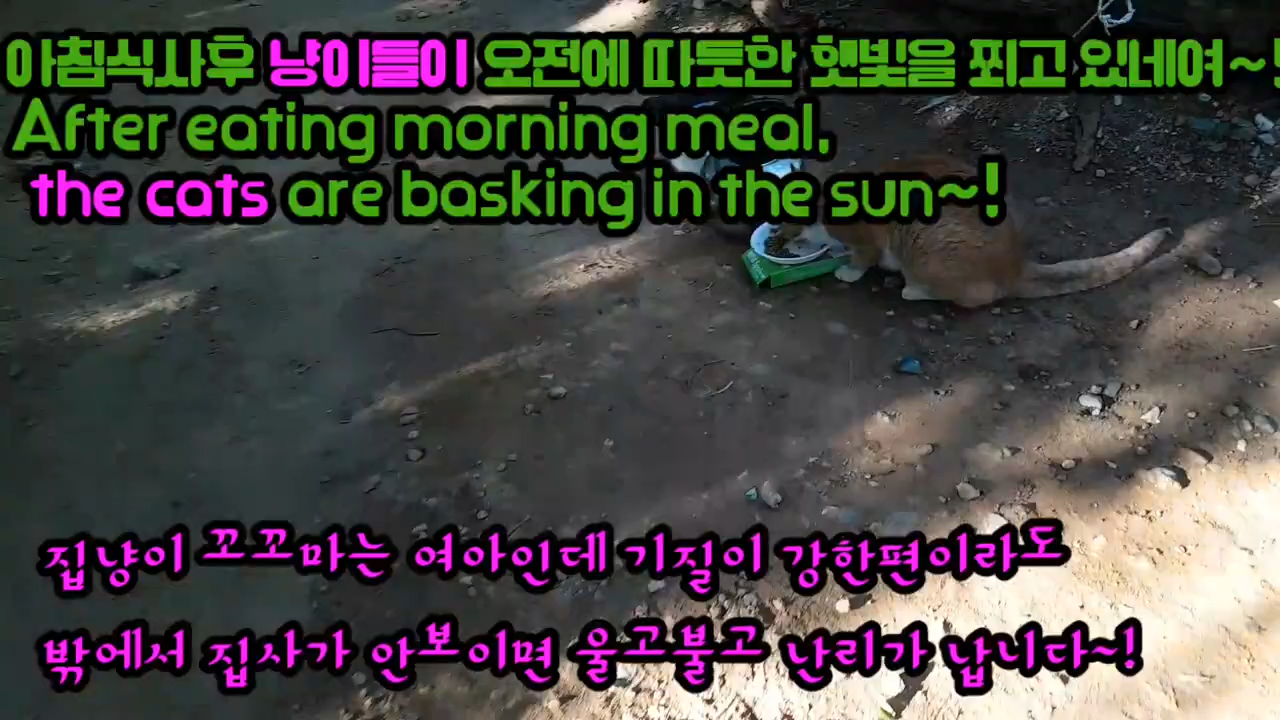 아침식사후 냥이들이 오전에 따듯한 햇빛을 쬐고 있네여~!
After eating morning meal,
the cats are basking in the sun~!
집냥이 꼬꼬마는 여아인데 기질이 강한편이라도
밖에서 집사가 안보이면 울고불고 난리가 납니다~!